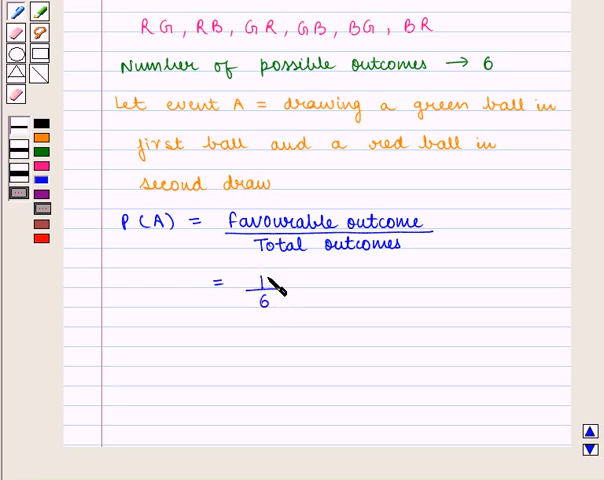 RG, RB, GR, GB, BG, BR
Number of possible outcomes → 6
Let event A = drawing a green ball in
first ball and a red ball in
second draw
P(A) = favourable outcome
Total outcomes
= 1
6